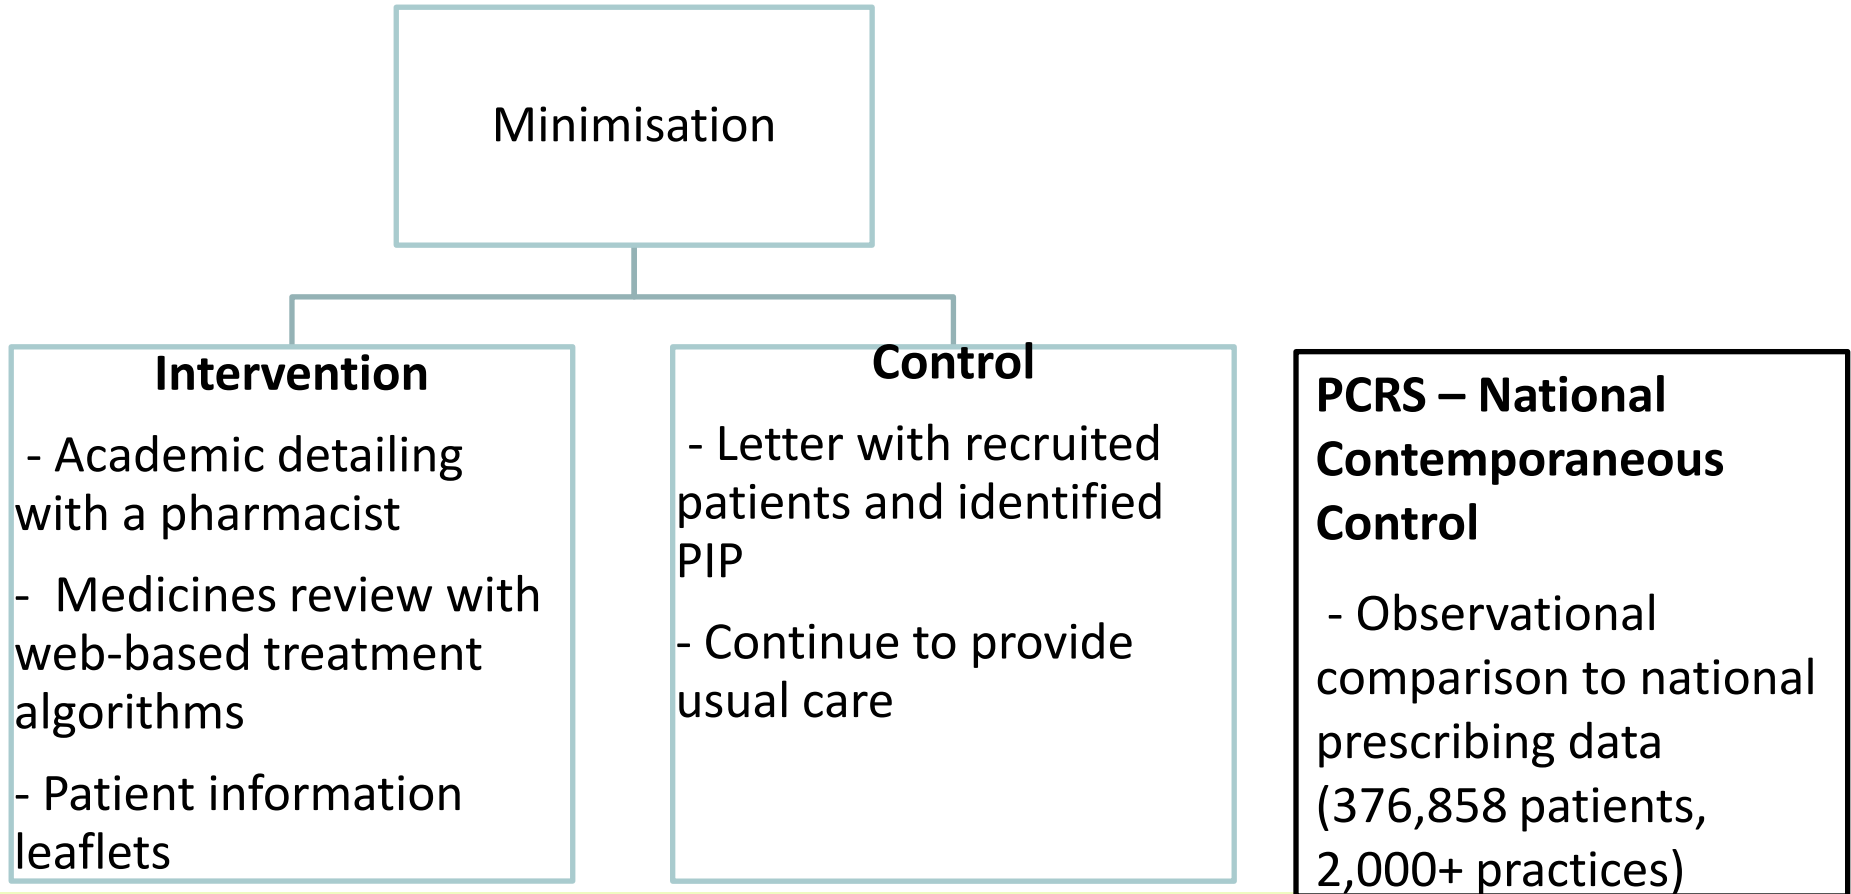 Minimisation
Intervention
- Academic detailing
with a pharmacist
- Medicines review with
web-based treatment
algorithms
- Patient information
leaflets
Control
- Letter with recruited
patients and identified
PIP
- Continue to provide
usual care
PCRS – National
Contemporaneous
Control
- Observational
comparison to national
prescribing data
(376,858 patients,
2,000+ practices)